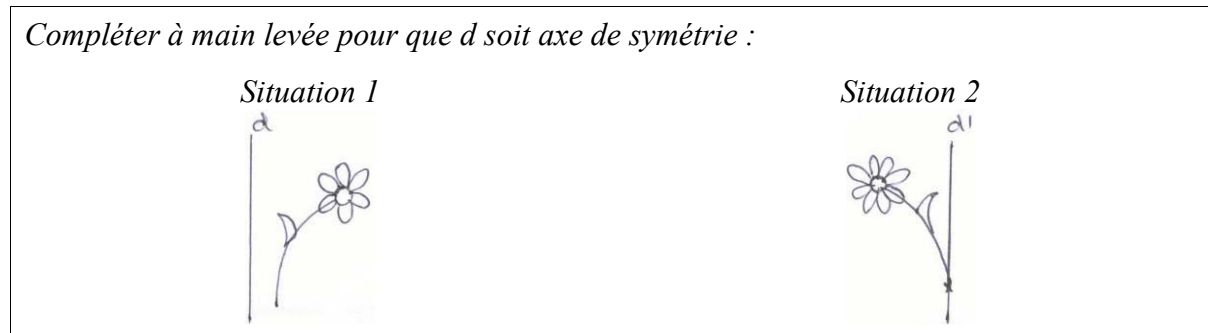 Compléter à main levée pour que d soit axe de symétrie :
Situation 1
Situation 2
d
d'